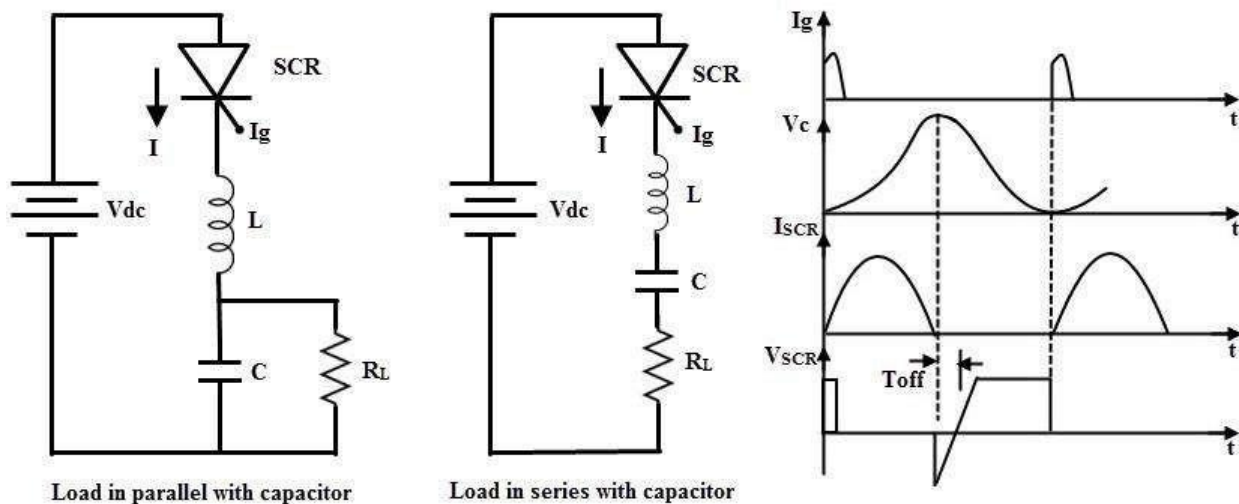 SCR
Ig
I
Vdc
L
C
RL
Load in parallel with capacitor
SCR
Ig
I
Vdc
L
C
RL
Load in series with capacitor
Ig
t
Vc
t
ISCR
t
VSCR
Toff
t